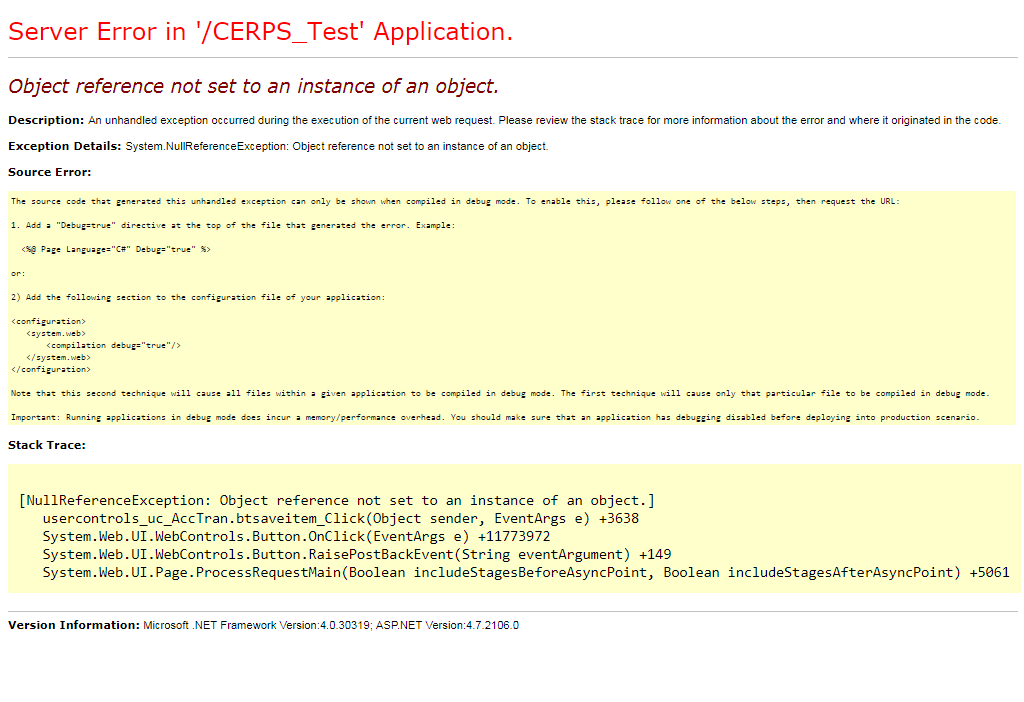 Server Error in '/CERPS_Test' Application.
Object reference not set to an instance of an object.
Description: An unhandled exception occurred during the execution of the current web request. Please review the stack trace for more information about the error and where it originated in the code.
Exception Details: System.NullReferenceException: Object reference not set to an instance of an object.
Source Error:
The source code that generated this unhandled exception can only be shown when compiled in debug mode. To enable this, please follow one of the below steps, then request the URL:
1. Add a "Debug=true" directive at the top of the file that generated the error. Example:
<%@ Page Language="C#" Debug="true" %>
or:
2) Add the following section to the configuration file of your application:
<configuration>
<system.web>
<compilation debug="true"/>
</system.web>
</configuration>
Note that this second technique will cause all files within a given application to be compiled in debug mode. The first technique will cause only that particular file to be compiled in debug mode.
Important: Running applications in debug mode does incur a memory/performance overhead. You should make sure that an application has debugging disabled before deploying into production scenario.
Stack Trace:
[NullReferenceException: Object reference not set to an instance of an object.]
usercontrols_uc_AccTran.btsaveitem_Click(Object sender, EventArgs e) +3638
System.Web.UI.WebControls.Button.OnClick(EventArgs e) +11773972
System.Web.UI.WebControls.Button.RaisePostBackEvent(String eventArgument) +149
System.Web.UI.Page.ProcessRequestMain(Boolean includeStagesBeforeAsyncPoint, Boolean includeStagesAfterAsyncPoint) +5061
Version Information: Microsoft .NET Framework Version:4.0.30319; ASP.NET Version:4.7.2106.0